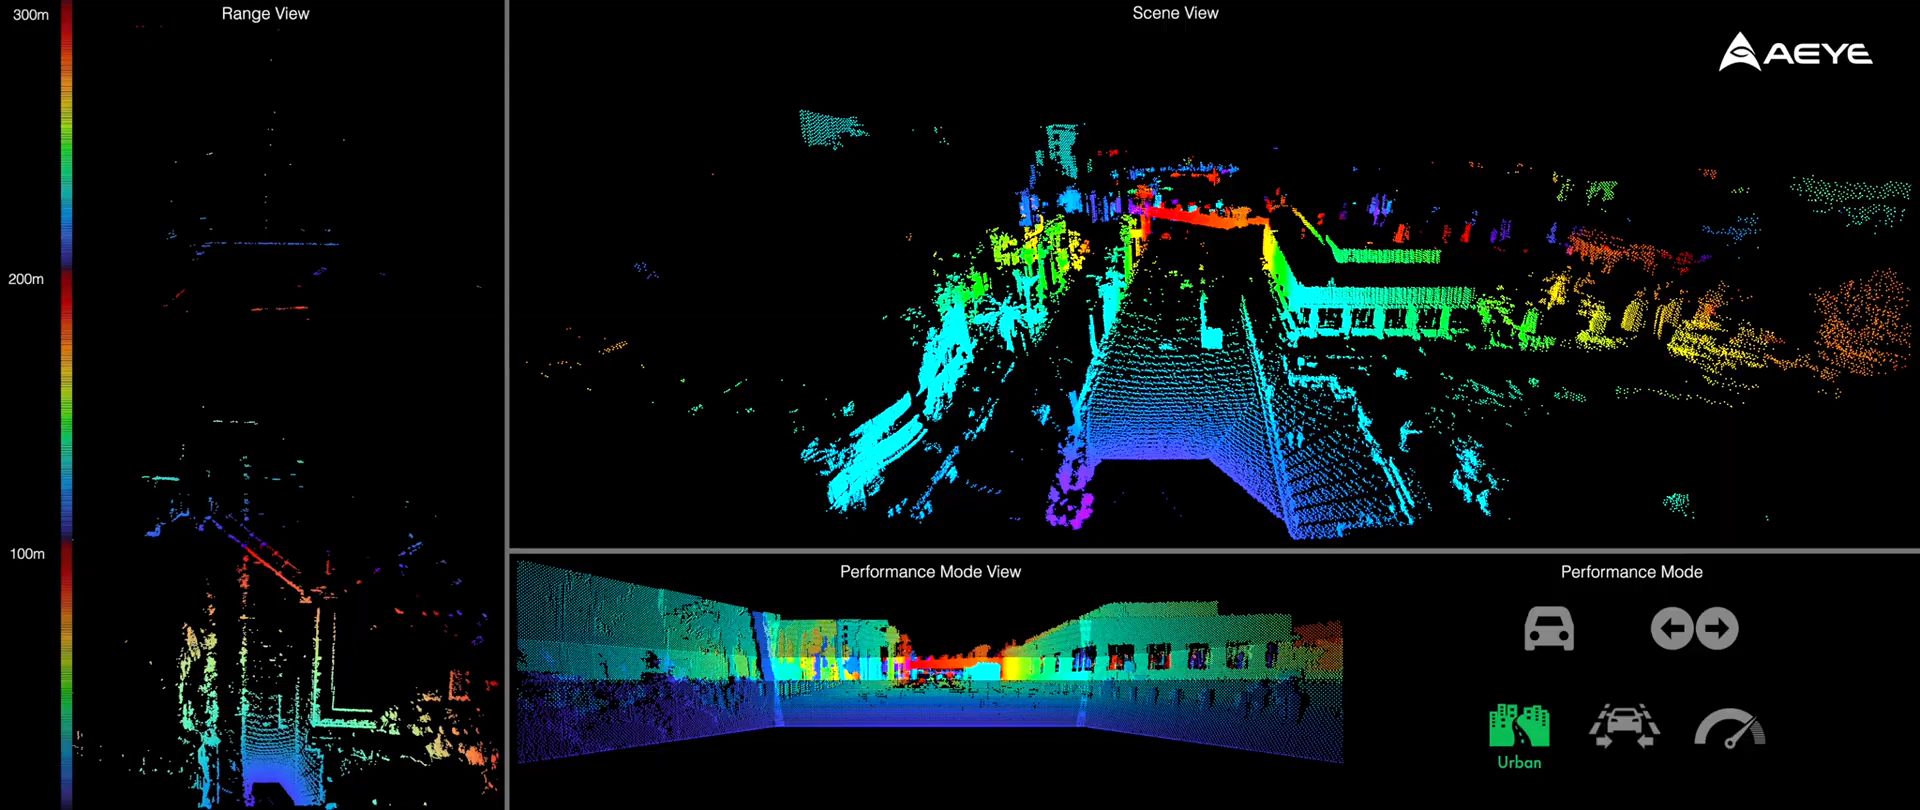 300m
Range View
200m
100m
Scene View
AEYE
Performance Mode View
Performance Mode
Urban